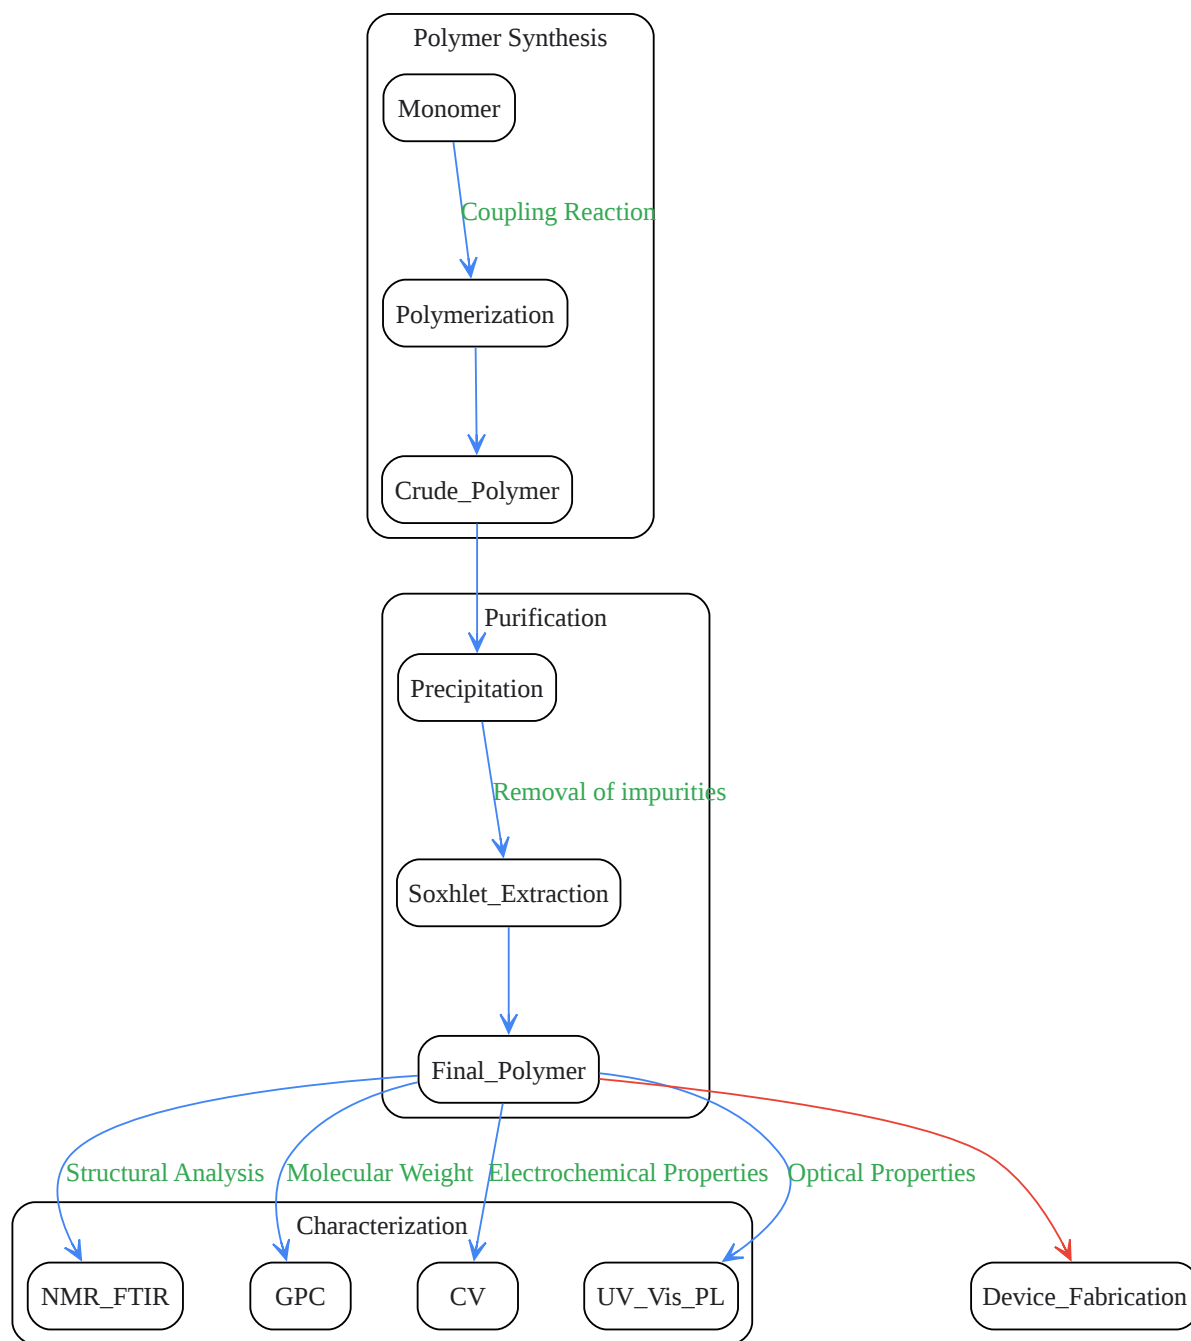 Polymer Synthesis
Monomer
Coupling Reaction
Polymerization
Crude_Polymer
Purification
Precipitation
Removal of impurities
Soxhlet_Extraction
Final_Polymer
Structural Analysis
Molecular Weight
Electrochemical Properties
Optical Properties
Characterization
NMR_FTIR
GPC
CV
UV_Vis_PL
Device_Fabrication